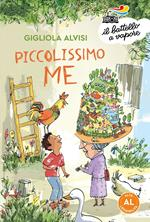 GIGLIOLA ALVISI
il battello
a vapore
PICCOLISSIMO
ME
AL